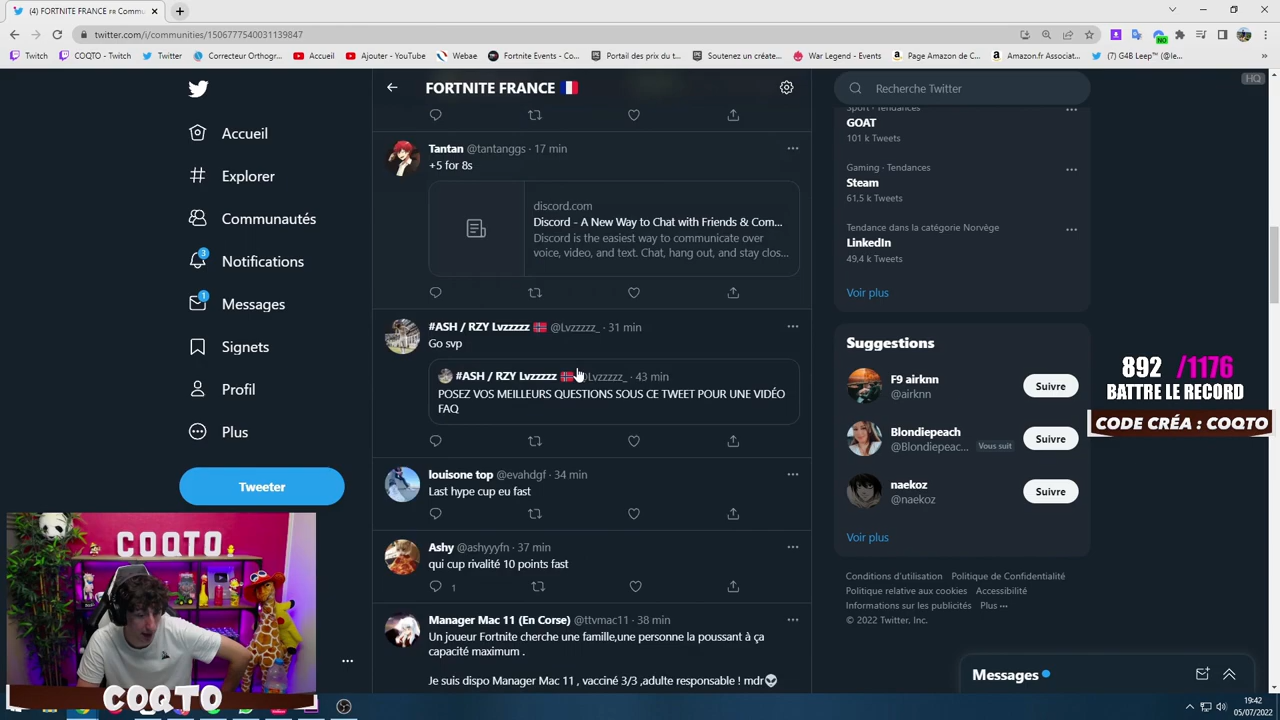 (4) FORTNITE FRANCE 🇫🇷 Commu
twitter.com/i/communities/1506777540031139847
Twitch
COQTO - Twitch
Correcteur Orthogr...
Accueil
Ajouter - YouTube
Webae
Fortnite Events - Co...
Portail des prix du t...
Soutenez un créate...
War Legend - Events
Page Amazon de C...
Amazon.fr Associat...
(7) G4B Leep™ (@le...
HQ
FORTNITE FRANCE 🇫🇷
Recherche Twitter
Accueil
Explorer
Communautés
3
Notifications
1
Messages
Signets
Profil
Plus
Tweeter
Tantan @tantanggs · 17 min
+5 for 8s
discord.com
Discord - A New Way to Chat with Friends & Com...
Discord is the easiest way to communicate over
voice, video, and text. Chat, hang out, and stay clos...
#ASH / RZY Lvzzzzz 🇳🇴 @Lvzzzzz_ · 31 min
Go svp
#ASH / RZY Lvzzzzz 🇳🇴 @Lvzzzzz_ · 43 min
POSEZ VOS MEILLEURS QUESTIONS SOUS CE TWEET POUR UNE VIDÉO
FAQ
louisone top @evahdgf · 34 min
Last hype cup eu fast
Ashy @ashyyyfn · 37 min
qui cup rivalité 10 points fast
1
Manager Mac 11 (En Corse) @ttvmac11 · 38 min
Un joueur Fortnite cherche une famille,une personne la poussant à ça
capacité maximum .
Je suis dispo Manager Mac 11 , vacciné 3/3 ,adulte responsable ! mdr👽
Sport · Tendances
GOAT
101 k Tweets
Gaming · Tendances
Steam
61,5 k Tweets
Tendance dans la catégorie Norvège
LinkedIn
49,4 k Tweets
Voir plus
Suggestions
F9 airknn
@airknn
Suivre
Blondiepeach
@Blondiepeac...
Vous suit
Suivre
naekoz
@naekoz
Suivre
Voir plus
Conditions d'utilisation Politique de Confidentialité
Politique relative aux cookies Accessibilité
Informations sur les publicités Plus ···
© 2022 Twitter, Inc.
892 /1176
BATTRE LE RECORD
CODE CRÉA : COQTO
Messages
COQTO
COQTO
19:42
05/07/2022